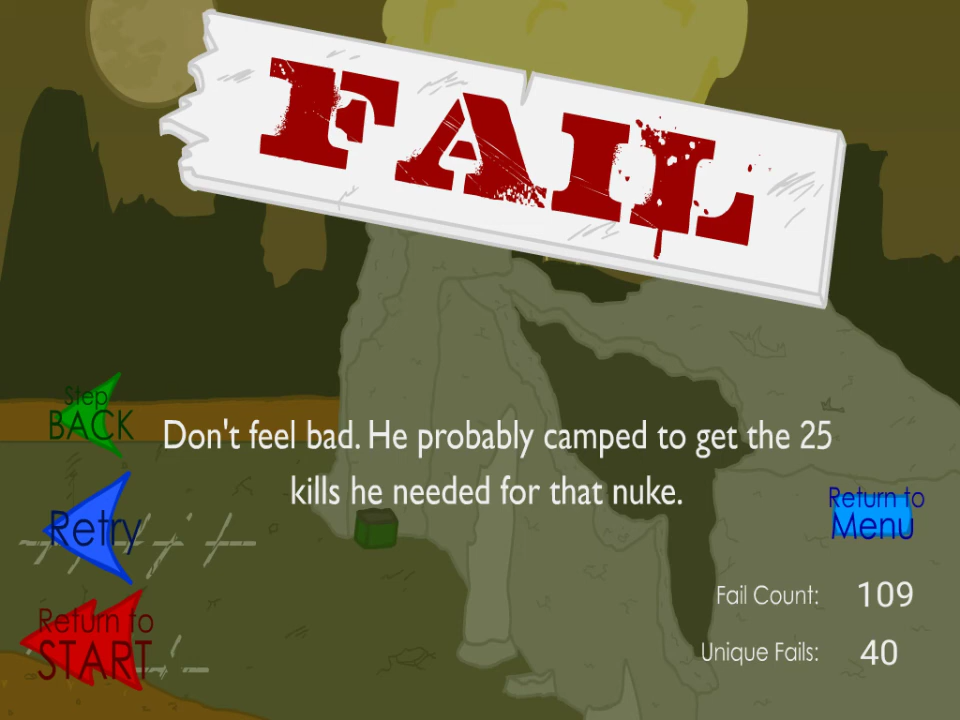 FAIL
Step
BACK
Don't feel bad. He probably camped to get the 25
kills he needed for that nuke.
Retry
Return to
Menu
Return to
START
Fail Count: 109
Unique Fails: 40